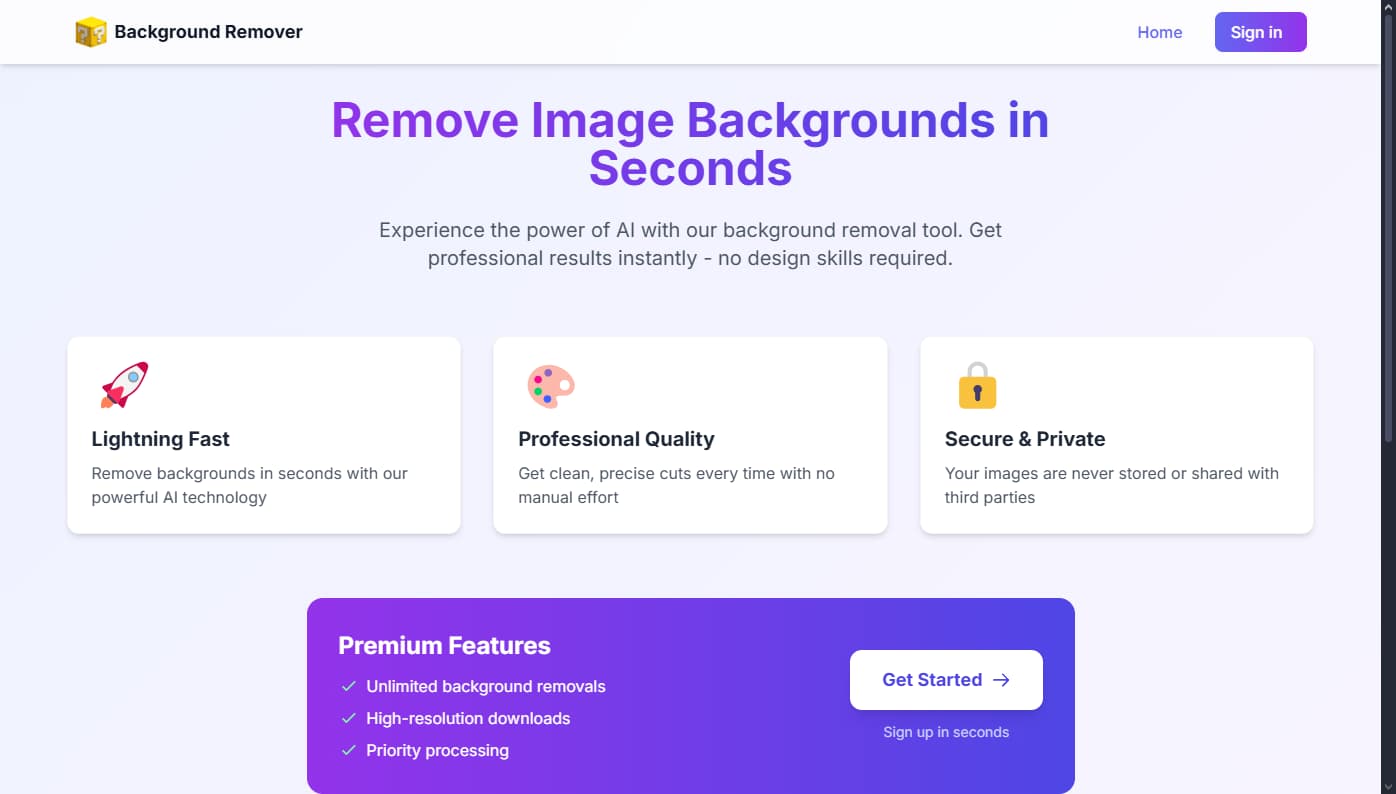 Background Remover
Home
Sign in
Remove Image Backgrounds in
Seconds
Experience the power of AI with our background removal tool. Get
professional results instantly - no design skills required.
Lightning Fast
Remove backgrounds in seconds with our
powerful AI technology
Professional Quality
Get clean, precise cuts every time with no
manual effort
Secure & Private
Your images are never stored or shared with
third parties
Premium Features
Unlimited background removals
High-resolution downloads
Priority processing
Get Started →
Sign up in seconds